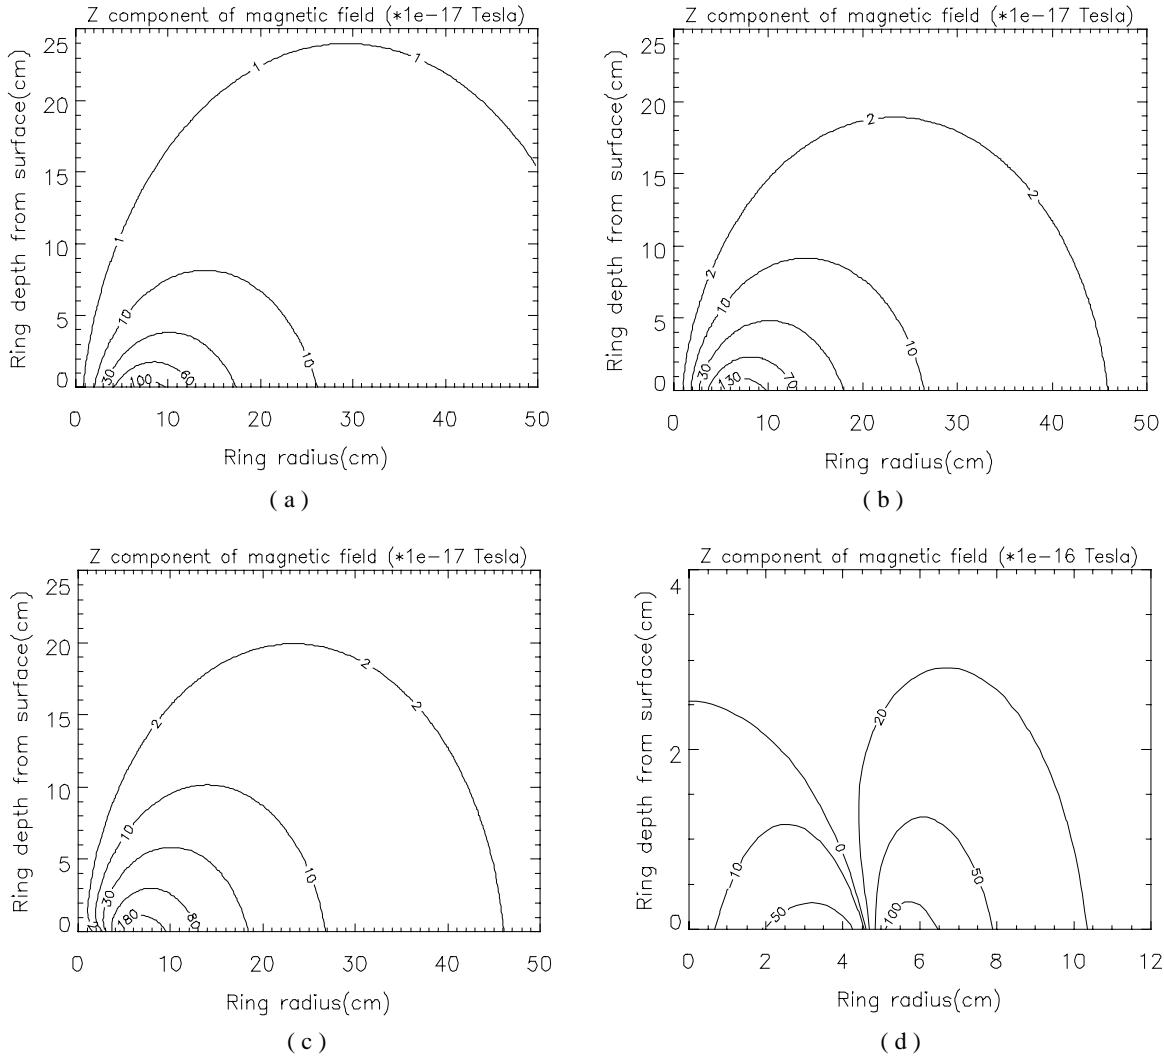 Z component of magnetic field (*1e-17 Tesla)
25
20
15
10
5
0
Ring depth from surface(cm)
1
1
1
10
10
30
60
100
0 10 20 30 40 50
Ring radius(cm)
(a)
Z component of magnetic field (*1e-17 Tesla)
25
20
15
10
5
0
Ring depth from surface(cm)
2
2
2
10
10
30
70
130
0 10 20 30 40 50
Ring radius(cm)
(b)
Z component of magnetic field (*1e-17 Tesla)
25
20
15
10
5
0
Ring depth from surface(cm)
2
2
2
10
10
30
80
180
0 10 20 30 40 50
Ring radius(cm)
(c)
Z component of magnetic field (*1e-16 Tesla)
4
2
0
Ring depth from surface(cm)
20
0
-10
-50
50
100
0 2 4 6 8 10 12
Ring radius(cm)
(d)